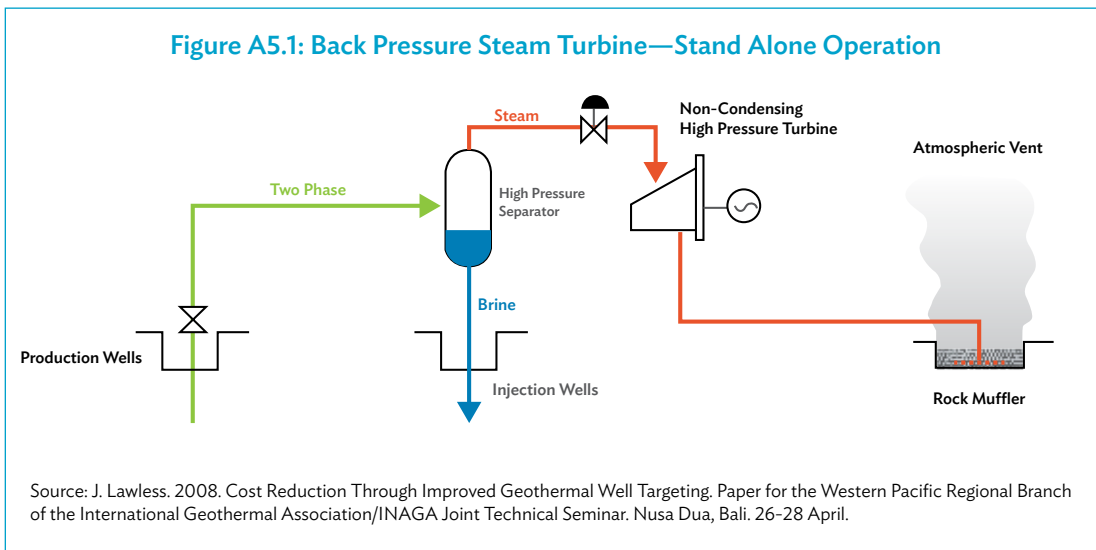 Figure A5.1: Back Pressure Steam Turbine—Stand Alone Operation
Steam
Non-Condensing
High Pressure Turbine
Atmospheric Vent
Two Phase
High Pressure
Separator
Brine
Production Wells
Injection Wells
Rock Muffler
Source: J. Lawless. 2008. Cost Reduction Through Improved Geothermal Well Targeting. Paper for the Western Pacific Regional Branch
of the International Geothermal Association/INAGA Joint Technical Seminar. Nusa Dua, Bali. 26-28 April.